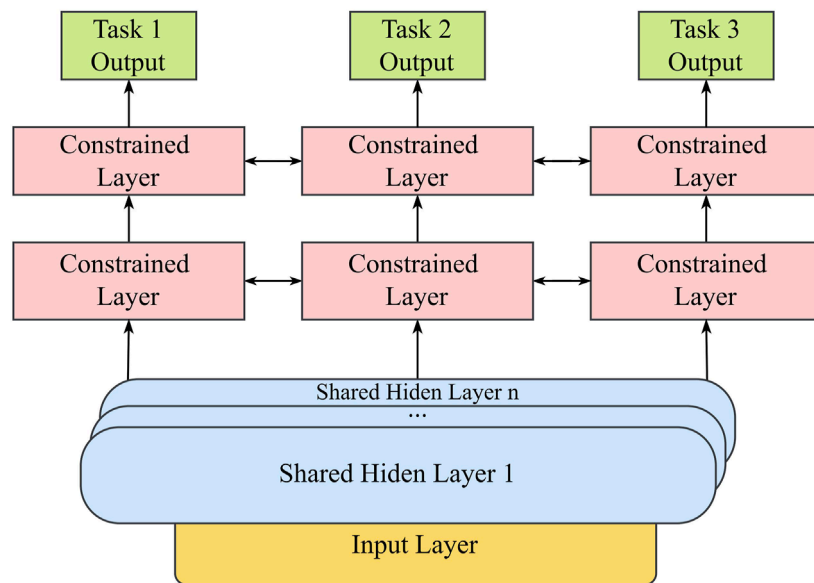 Task 1
Output
Task 2
Output
Task 3
Output
Constrained
Layer
Constrained
Layer
Constrained
Layer
Constrained
Layer
Constrained
Layer
Constrained
Layer
Shared Hiden Layer n
...
Shared Hiden Layer 1
Input Layer